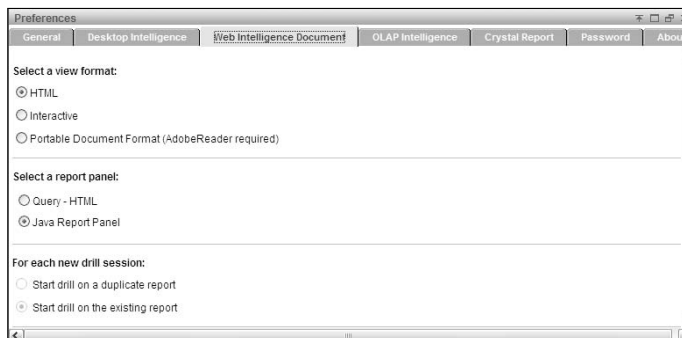 Preferences
General Desktop Intelligence Web Intelligence Document OLAP Intelligence Crystal Report Password Abou
Select a view format:
HTML
Interactive
Portable Document Format (AdobeReader required)
Select a report panel:
Query - HTML
Java Report Panel
For each new drill session:
Start drill on a duplicate report
Start drill on the existing report